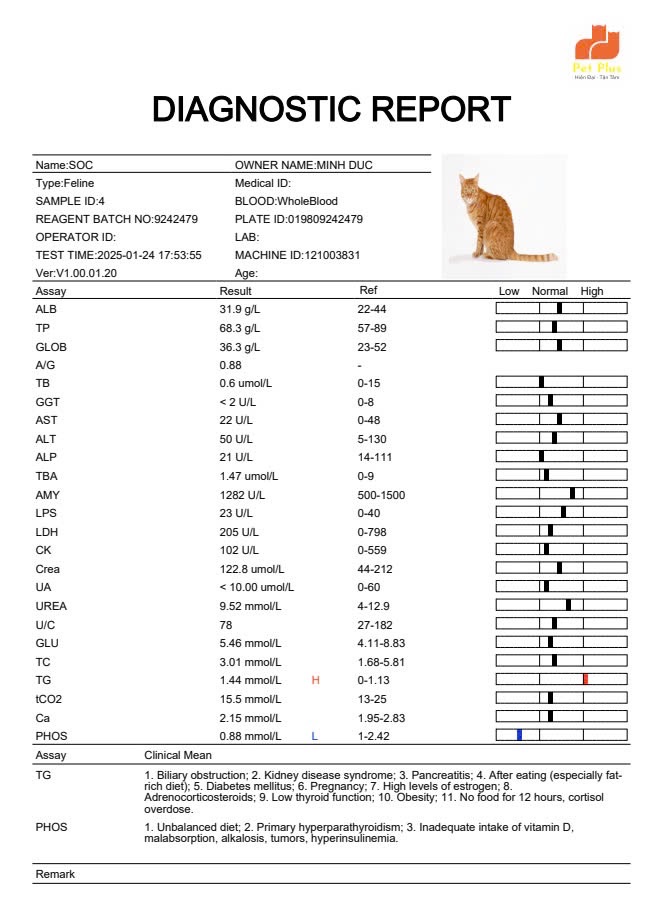 Pet Plus
Hiện Đại - Tận Tâm
DIAGNOSTIC REPORT
Name:SOC OWNER NAME:MINH DUC
Type:Feline Medical ID:
SAMPLE ID:4 BLOOD:WholeBlood
REAGENT BATCH NO:9242479 PLATE ID:019809242479
OPERATOR ID: LAB:
TEST TIME:2025-01-24 17:53:55 MACHINE ID:121003831
Ver:V1.00.01.20 Age:
Assay Result Ref Low Normal High
ALB 31.9 g/L 22-44
TP 68.3 g/L 57-89
GLOB 36.3 g/L 23-52
A/G 0.88 -
TB 0.6 umol/L 0-15
GGT < 2 U/L 0-8
AST 22 U/L 0-48
ALT 50 U/L 5-130
ALP 21 U/L 14-111
TBA 1.47 umol/L 0-9
AMY 1282 U/L 500-1500
LPS 23 U/L 0-40
LDH 205 U/L 0-798
CK 102 U/L 0-559
Crea 122.8 umol/L 44-212
UA < 10.00 umol/L 0-60
UREA 9.52 mmol/L 4-12.9
U/C 78 27-182
GLU 5.46 mmol/L 4.11-8.83
TC 3.01 mmol/L 1.68-5.81
TG 1.44 mmol/L H 0-1.13
tCO2 15.5 mmol/L 13-25
Ca 2.15 mmol/L 1.95-2.83
PHOS 0.88 mmol/L L 1-2.42
Assay Clinical Mean
TG 1. Biliary obstruction; 2. Kidney disease syndrome; 3. Pancreatitis; 4. After eating (especially fat-
rich diet); 5. Diabetes mellitus; 6. Pregnancy; 7. High levels of estrogen; 8.
Adrenocorticosteroids; 9. Low thyroid function; 10. Obesity; 11. No food for 12 hours, cortisol
overdose.
PHOS 1. Unbalanced diet; 2. Primary hyperparathyroidism; 3. Inadequate intake of vitamin D,
malabsorption, alkalosis, tumors, hyperinsulinemia.
Remark